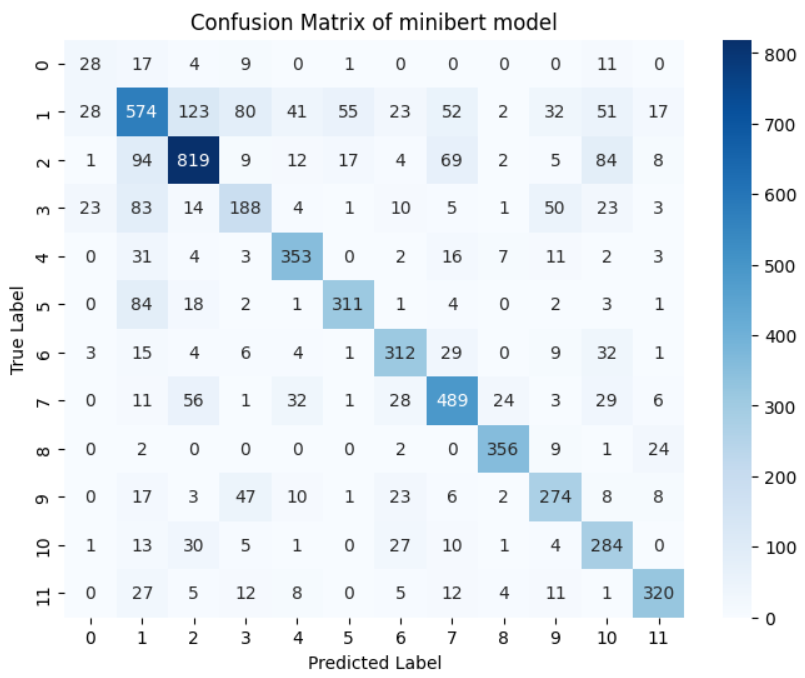 Confusion Matrix of minibert model
0 28 17 4 9 0 1 0 0 0 0 11 0
1 28 574 123 80 41 55 23 52 2 32 51 17
2 1 94 819 9 12 17 4 69 2 5 84 8
3 23 83 14 188 4 1 10 5 1 50 23 3
4 0 31 4 3 353 0 2 16 7 11 2 3
5 0 84 18 2 1 311 1 4 0 2 3 1
6 3 15 4 6 4 1 312 29 0 9 32 1
7 0 11 56 1 32 1 28 489 24 3 29 6
8 0 2 0 0 0 0 2 0 356 9 1 24
9 0 17 3 47 10 1 23 6 2 274 8 8
10 1 13 30 5 1 0 27 10 1 4 284 0
11 0 27 5 12 8 0 5 12 4 11 1 320
0 1 2 3 4 5 6 7 8 9 10 11
Predicted Label
True Label
800
700
600
500
400
300
200
100
0